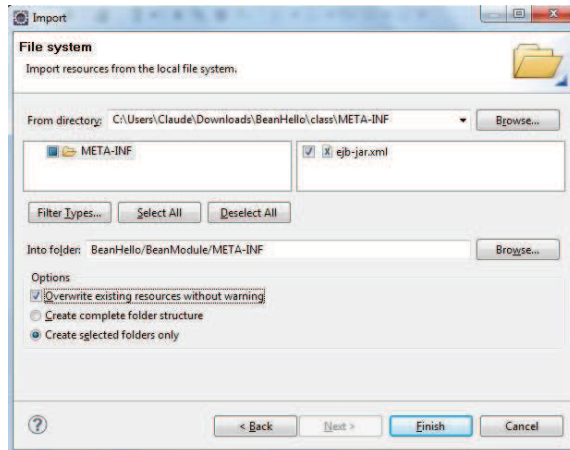 Import
File system
Import resources from the local file system.
From directory: C:\Users\Claude\Downloads\BeanHello\class\META-INF
Browse...
META-INF
ejb-jar.xml
Filter Types...
Select All
Deselect All
Into folder: BeanHello/BeanModule/META-INF
Browse...
Options
Overwrite existing resources without warning
Create complete folder structure
Create selected folders only
?
< Back
Next >
Finish
Cancel